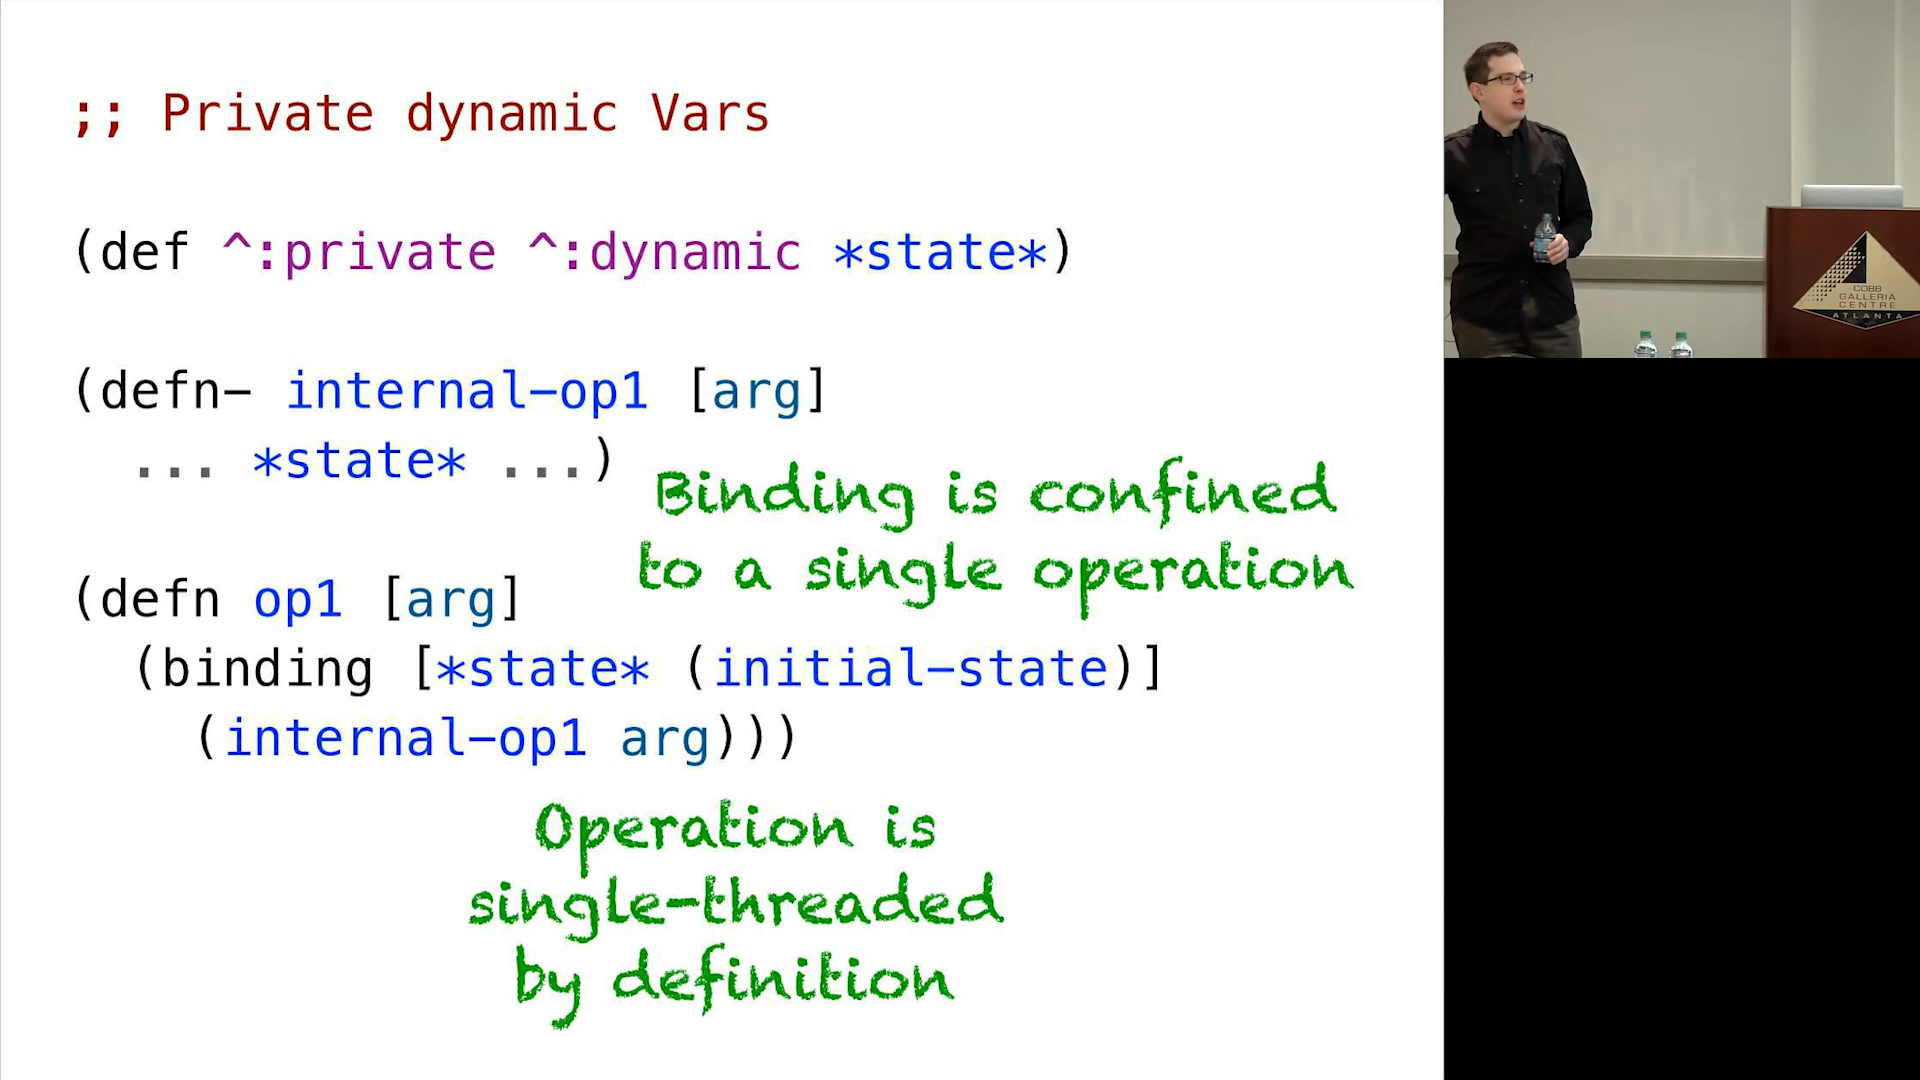 ;; Private dynamic Vars
(def ^:private ^:dynamic *state*)
(defn- internal-op1 [arg]
... *state* ...)
Binding is confined
to a single operation
(defn op1 [arg]
(binding [*state* (initial-state)]
(internal-op1 arg)))
Operation is
single-threaded
by definition
COBB
GALLERIA
CENTRE
ATLANTA